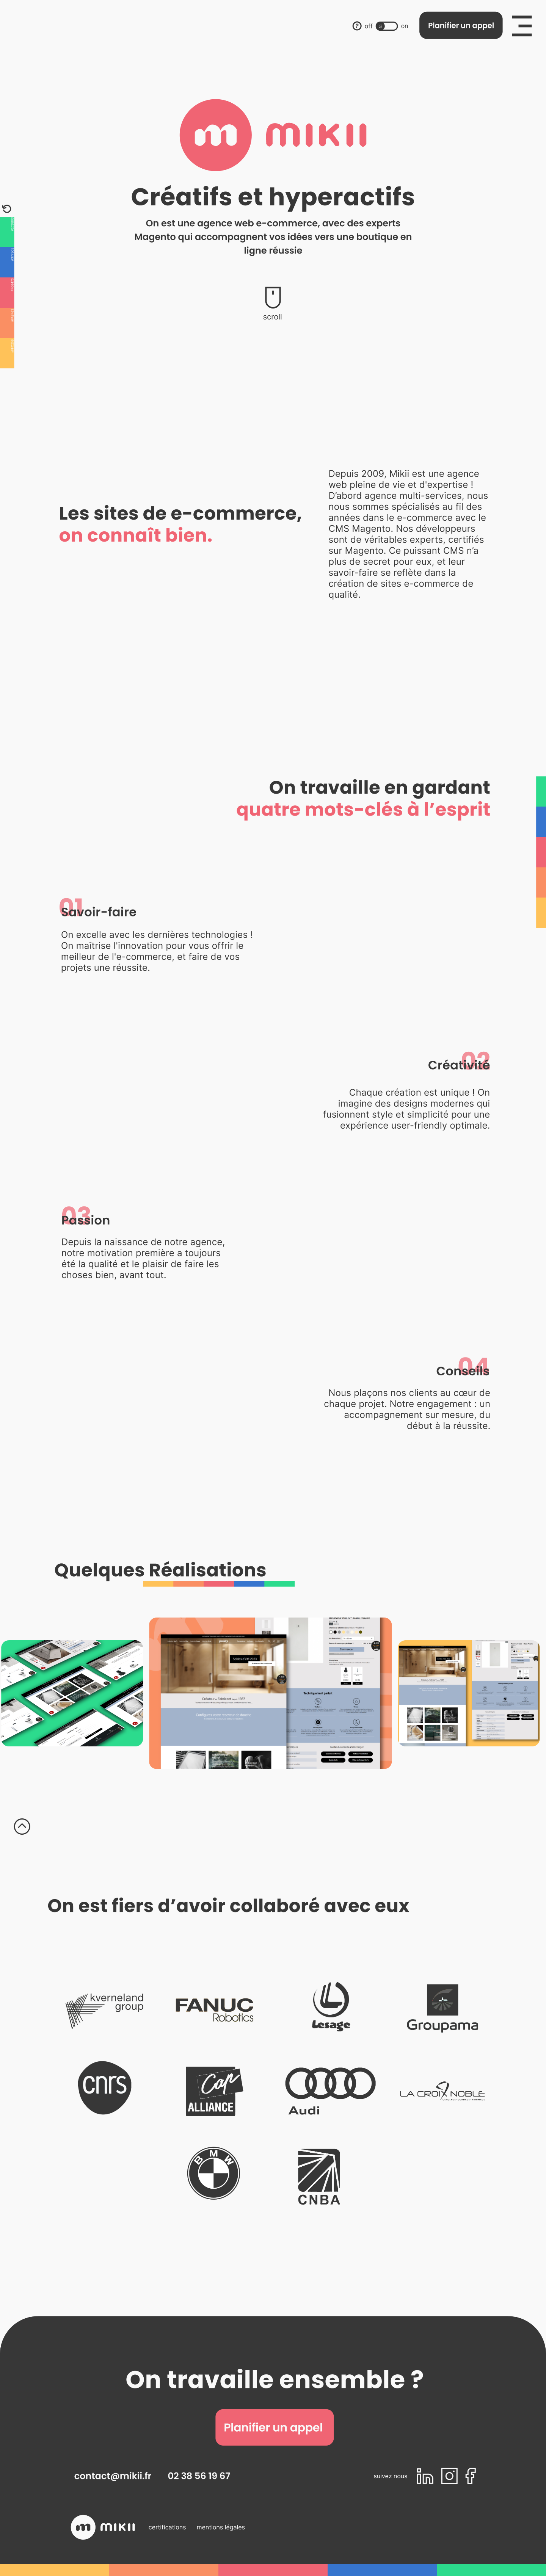 ? off on Planifier un appel
m mikii
Créatifs et hyperactifs
On est une agence web e-commerce, avec des experts
Magento qui accompagnent vos idées vers une boutique en
ligne réussie
scroll
Les sites de e-commerce,
on connaît bien.
Depuis 2009, Mikii est une agence
web pleine de vie et d'expertise !
D’abord agence multi-services, nous
nous sommes spécialisés au fil des
années dans le e-commerce avec le
CMS Magento. Nos développeurs
sont de véritables experts, certifiés
sur Magento. Ce puissant CMS n’a
plus de secret pour eux, et leur
savoir-faire se reflète dans la
création de sites e-commerce de
qualité.
On travaille en gardant
quatre mots-clés à l’esprit
01
Savoir-faire
On excelle avec les dernières technologies !
On maîtrise l'innovation pour vous offrir le
meilleur de l'e-commerce, et faire de vos
projets une réussite.
02
Créativité
Chaque création est unique ! On
imagine des designs modernes qui
fusionnent style et simplicité pour une
expérience user-friendly optimale.
03
Passion
Depuis la naissance de notre agence,
notre motivation première a toujours
été la qualité et le plaisir de faire les
choses bien, avant tout.
04
Conseils
Nous plaçons nos clients au cœur de
chaque projet. Notre engagement : un
accompagnement sur mesure, du
début à la réussite.
Quelques Réalisations
On est fiers d’avoir collaboré avec eux
kverneland
group
FANUC
Robotics
Lesage
Groupama
cnrs
Cap
ALLIANCE
Audi
LA CROIX NOBLE
BMW
CNBA
On travaille ensemble ?
Planifier un appel
contact@mikii.fr 02 38 56 19 67
suivez nous in
m mikii certifications mentions légales